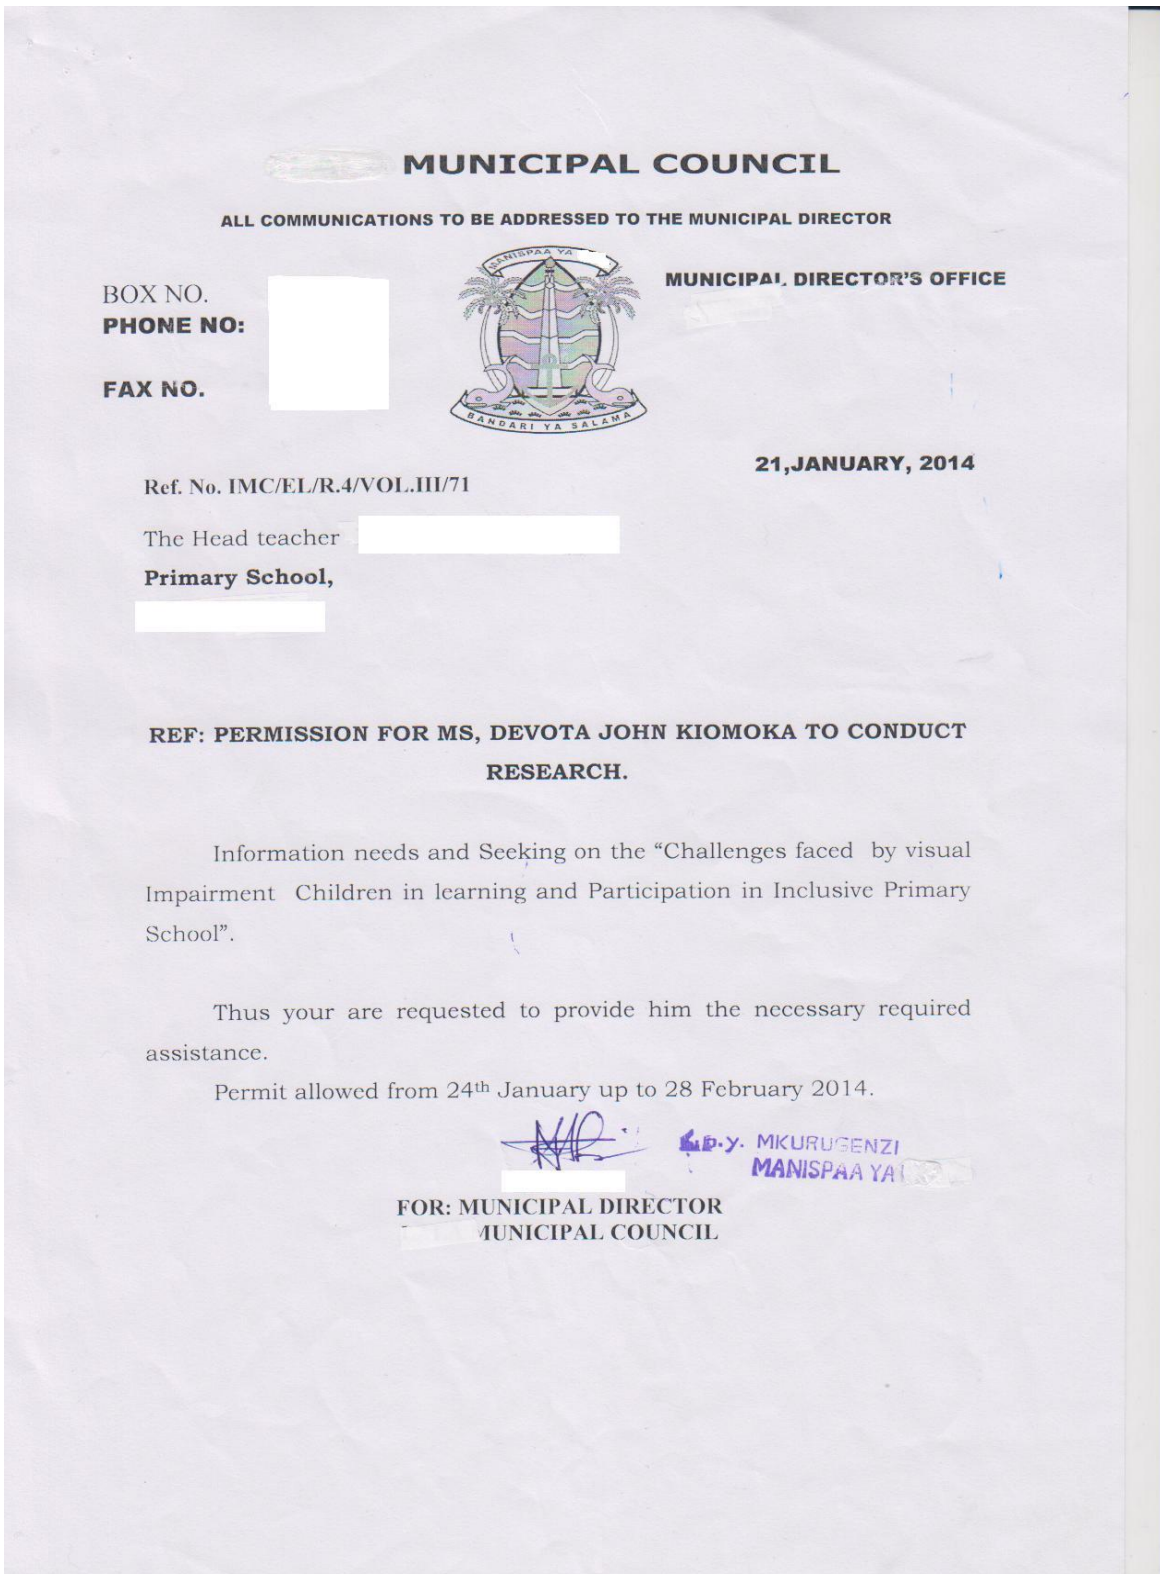 MUNICIPAL COUNCIL
ALL COMMUNICATIONS TO BE ADDRESSED TO THE MUNICIPAL DIRECTOR
MANISPAA YA
BOX NO.
PHONE NO:
FAX NO.
MUNICIPAL DIRECTOR'S OFFICE
BANDARI YA SALAMA
21,JANUARY, 2014
Ref. No. IMC/EL/R.4/VOL.III/71
The Head teacher
Primary School,
REF: PERMISSION FOR MS, DEVOTA JOHN KIOMOKA TO CONDUCT
RESEARCH.
Information needs and Seeking on the “Challenges faced by visual
Impairment Children in learning and Participation in Inclusive Primary
School”.
Thus your are requested to provide him the necessary required
assistance.
Permit allowed from 24th January up to 28 February 2014.
MKURUGENZI
MANISPAA YA
FOR: MUNICIPAL DIRECTOR
MUNICIPAL COUNCIL